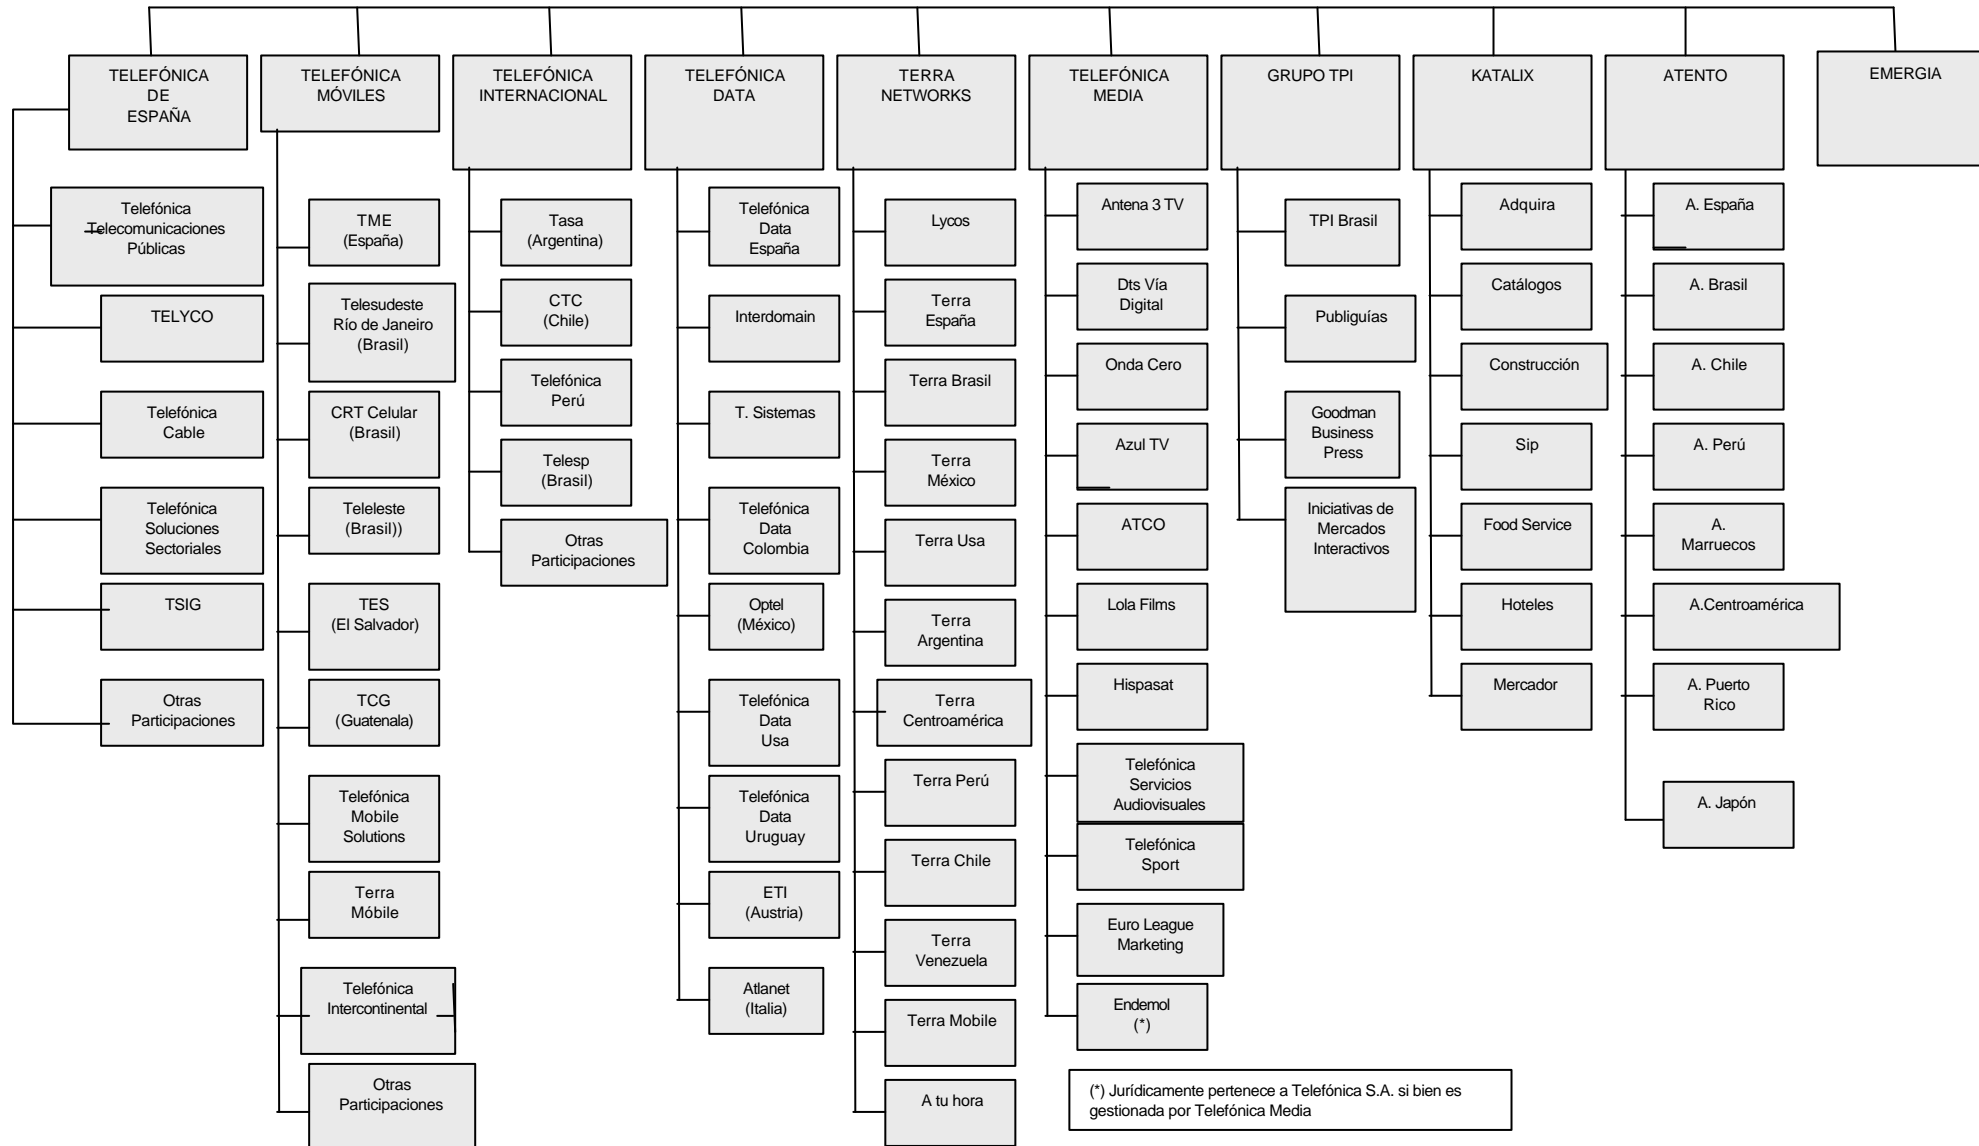 TELEFÓNICA
DE
ESPAÑA
TELEFÓNICA
MÓVILES
TELEFÓNICA
INTERNACIONAL
TELEFÓNICA
DATA
TERRA
NETWORKS
TELEFÓNICA
MEDIA
GRUPO TPI
KATALIX
ATENTO
EMERGIA
Telefónica
Telecomunicaciones
Públicas
TELYCO
Telefónica
Cable
Telefónica
Soluciones
Sectoriales
TSIG
Otras
Participaciones
TME
(España)
Telesudeste
Río de Janeiro
(Brasil)
CRT Celular
(Brasil)
Teleleste
(Brasil))
TES
(El Salvador)
TCG
(Guatenala)
Telefónica
Mobile
Solutions
Terra
Móbile
Telefónica
Intercontinental
Otras
Participaciones
Tasa
(Argentina)
CTC
(Chile)
Telefónica
Perú
Telesp
(Brasil)
Otras
Participaciones
Telefónica
Data
España
Interdomain
T. Sistemas
Telefónica
Data
Colombia
Optel
(México)
Telefónica
Data
Usa
Telefónica
Data
Uruguay
ETI
(Austria)
Atlanet
(Italia)
Lycos
Terra
España
Terra Brasil
Terra
México
Terra Usa
Terra
Argentina
Terra
Centroamérica
Terra Perú
Terra Chile
Terra
Venezuela
Terra Mobile
A tu hora
Antena 3 TV
Dts Vía
Digital
Onda Cero
Azul TV
ATCO
Lola Films
Hispasat
Telefónica
Servicios
Audiovisuales
Telefónica
Sport
Euro League
Marketing
Endemol
(*)
TPI Brasil
Publiguías
Goodman
Business
Press
Iniciativas de
Mercados
Interactivos
Adquira
Catálogos
Construcción
Sip
Food Service
Hoteles
Mercador
A. España
A. Brasil
A. Chile
A. Perú
A.
Marruecos
A.Centroamérica
A. Puerto
Rico
A. Japón
(*) Jurídicamente pertenece a Telefónica S.A. si bien es
gestionada por Telefónica Media